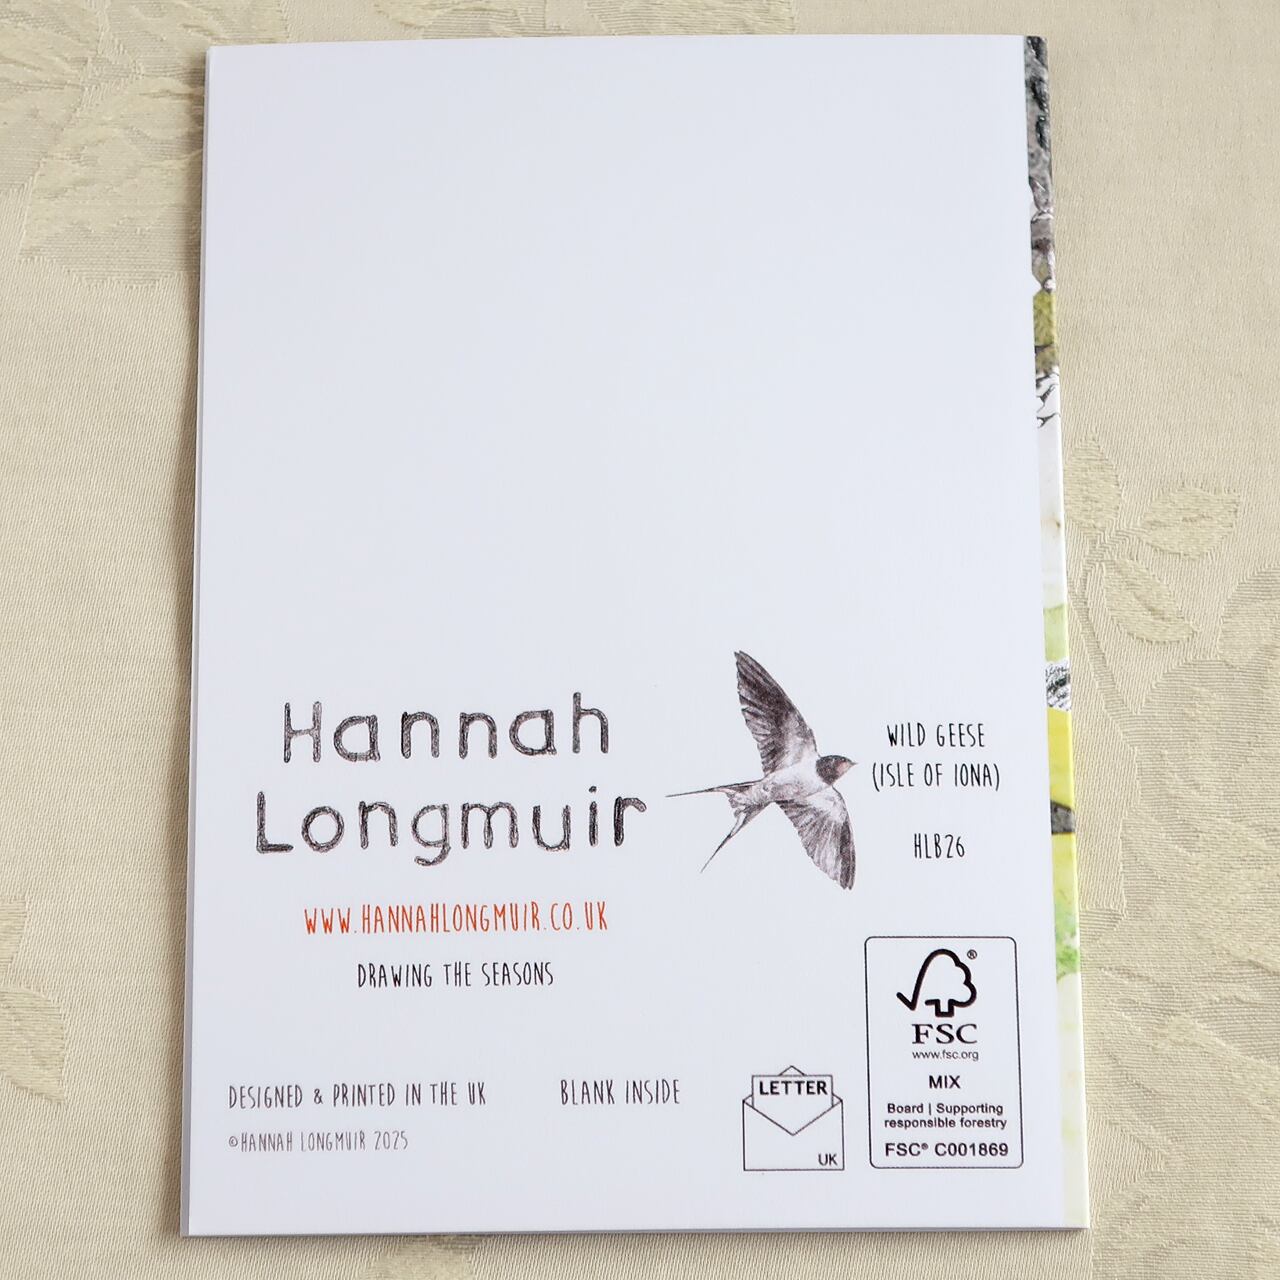 Hannah
Longmuir
WWW.HANNAHLONGMUIR.CO.UK
DRAWING THE SEASONS
WILD GEESE
(ISLE OF IONA)
HLB26
DESIGNED & PRINTED IN THE UK
©HANNAH LONGMUIR 2025
BLANK INSIDE
LETTER
UK
®
FSC
www.fsc.org
MIX
Board | Supporting
responsible forestry
FSC® C001869